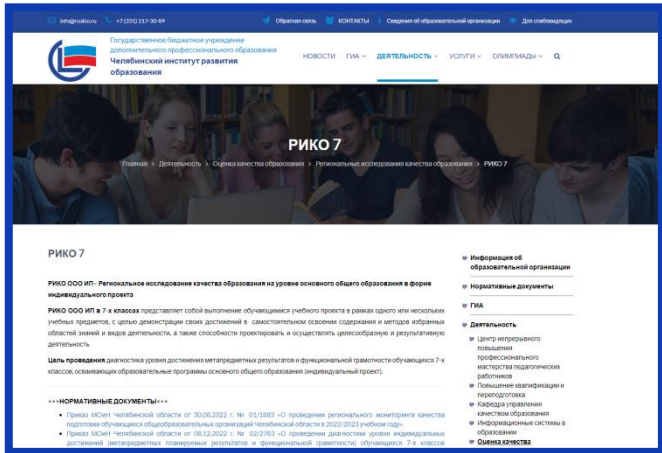 info@rcokio.ru +7 (351) 217-30-89 Обратная связь КОНТАКТЫ Сведения об образовательной организации Для слабовидящих
Государственное бюджетное учреждение
дополнительного профессионального образования
Челябинский институт развития
образования
НОВОСТИ ГИА ДЕЯТЕЛЬНОСТЬ УСЛУГИ ОЛИМПИАДЫ
РИКО 7
Главная > Деятельность > Оценка качества образования > Региональные исследования качества образования > РИКО 7
РИКО 7
РИКО ООО ИП - Региональное исследование качества образования на уровне основного общего образования в форме
индивидуального проекта
РИКО ООО ИП в 7-х классах представляет собой выполнение обучающимися учебного проекта в рамках одного или нескольких
учебных предметов, с целью демонстрации своих достижений в самостоятельном освоении содержания и методов избранных
областей знаний и видов деятельности, а также способности проектировать и осуществлять целесообразную и результативную
деятельность
Цель проведения диагностика уровня достижения метапредметных результатов и функциональной грамотности обучающихся 7-х
классов, осваивающих образовательные программы основного общего образования (индивидуальный проект).
>>>НОРМАТИВНЫЕ ДОКУМЕНТЫ<<<
Приказ МОиН Челябинской области от 30.06.2022 г. № 01/1883 «О проведении регионального мониторинга качества
подготовки обучающихся общеобразовательных организаций Челябинской области в 2022/2023 учебном году»
Приказ МОиН Челябинской области от 08.12.2022 г. № 02/2783 «О проведении диагностики уровня индивидуальных
достижений (метапредметных планируемых результатов и функциональной грамотности) обучающихся 7-х классов
Информация об
образовательной организации
Нормативные документы
ГИА
Деятельность
Центр непрерывного
повышения
профессионального
мастерства педагогических
работников
Повышение квалификации и
переподготовка
Кафедра управления
качеством образования
Информационные системы в
образовании
Оценка качества